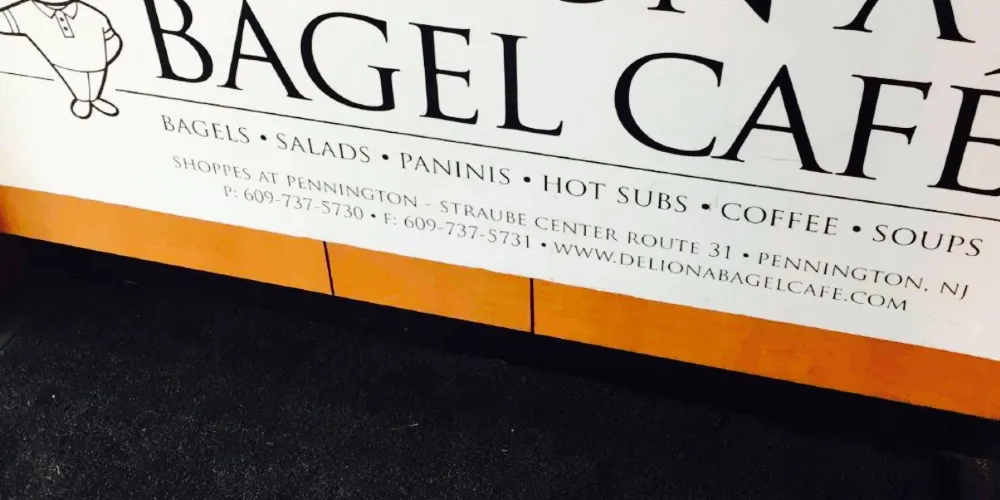 ON A
BAGEL CAFÉ
BAGELS • SALADS • PANINIS • HOT SUBS • COFFEE • SOUPS
SHOPPES AT PENNINGTON - STRAUBE CENTER ROUTE 31 • PENNINGTON, NJ
P: 609-737-5730 • F: 609-737-5731 • WWW.DELIONABAGELCAFE.COM